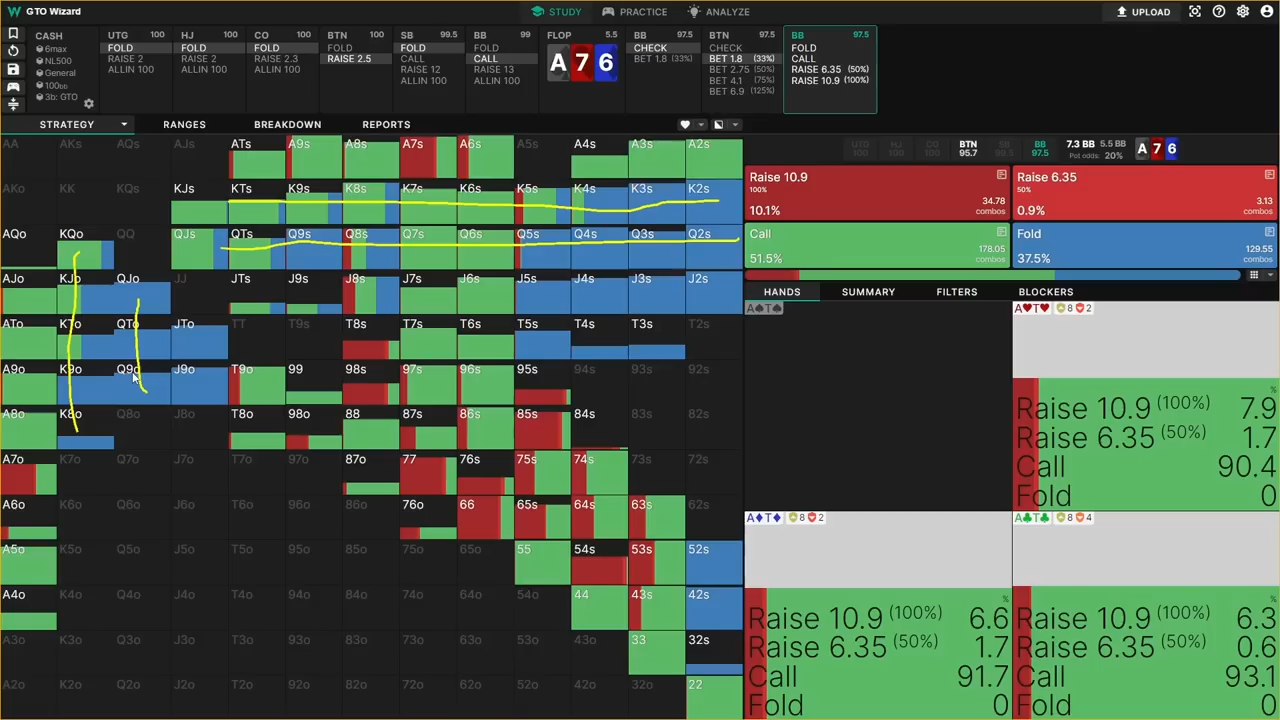 GTO Wizard
STUDY PRACTICE ANALYZE
UPLOAD
CASH
6max
NL500
General
100bb
3b: GTO
UTG 100
FOLD
RAISE 2
ALLIN 100
HJ 100
FOLD
RAISE 2
ALLIN 100
CO 100
FOLD
RAISE 2.3
ALLIN 100
BTN 100
FOLD
RAISE 2.5
SB 99.5
FOLD
CALL
RAISE 12
ALLIN 100
BB 99
FOLD
CALL
RAISE 13
ALLIN 100
FLOP 5.5
A 7 6
BB 97.5
CHECK
BET 1.8 (33%)
BTN 97.5
CHECK
BET 1.8 (33%)
BET 2.75 (50%)
BET 4.1 (75%)
BET 6.9 (125%)
BB 97.5
FOLD
CALL
RAISE 6.35 (50%)
RAISE 10.9 (100%)
STRATEGY RANGES BREAKDOWN REPORTS
AA AKs AQs AJs ATs A9s A8s A7s A6s A5s A4s A3s A2s
AKo KK KQs KJs KTs K9s K8s K7s K6s K5s K4s K3s K2s
AQo KQo QQ QJs QTs Q9s Q8s Q7s Q6s Q5s Q4s Q3s Q2s
AJo KJo QJo JJ JTs J9s J8s J7s J6s J5s J4s J3s J2s
ATo KTo QTo JTo TT T9s T8s T7s T6s T5s T4s T3s T2s
A9o K9o Q9o J9o T9o 99 98s 97s 96s 95s 94s 93s 92s
A8o K8o Q8o J8o T8o 98o 88 87s 86s 85s 84s 83s 82s
A7o K7o Q7o J7o T7o 97o 87o 77 76s 75s 74s 73s 72s
A6o K6o Q6o J6o T6o 96o 86o 76o 66 65s 64s 63s 62s
A5o K5o Q5o J5o T5o 95o 85o 75o 65o 55 54s 53s 52s
A4o K4o Q4o J4o T4o 94o 84o 74o 64o 54o 44 43s 42s
A3o K3o Q3o J3o T3o 93o 83o 73o 63o 53o 43o 33 32s
A2o K2o Q2o J2o T2o 92o 82o 72o 62o 52o 42o 32o 22
UTG 100 HJ 100 CO 100 BTN 95.7 SB 99.5 BB 97.5 7.3 BB 5.5 BB A 7 6
Pot odds: 20%
Raise 10.9
100%
34.78
10.1% combos
Raise 6.35
50%
3.13
0.9% combos
Call
178.05
51.5% combos
Fold
129.55
37.5% combos
HANDS SUMMARY FILTERS BLOCKERS
A♠T♠
A♥T♥ 8 2
%
Raise 10.9 (100%) 7.9
Raise 6.35 (50%) 1.7
Call 90.4
Fold 0
A♦T♦ 8 2
%
Raise 10.9 (100%) 6.6
Raise 6.35 (50%) 1.7
Call 91.7
Fold 0
A♣T♣ 8 4
%
Raise 10.9 (100%) 6.3
Raise 6.35 (50%) 0.6
Call 93.1
Fold 0